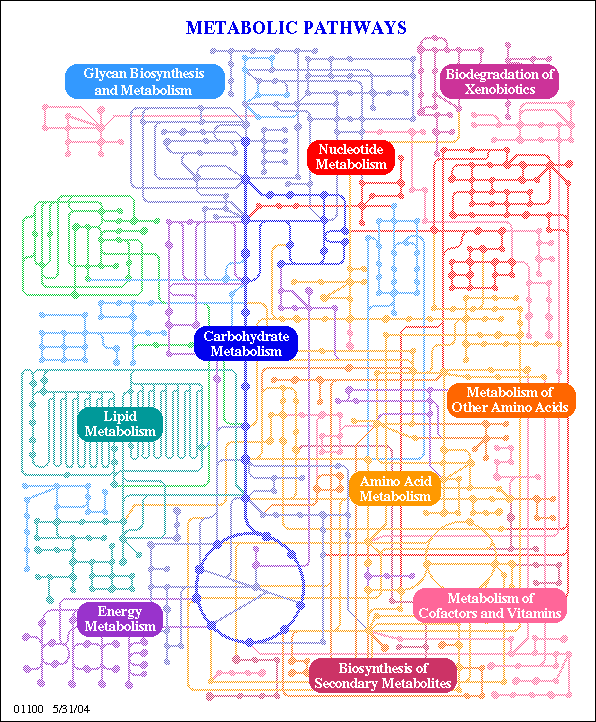 METABOLIC PATHWAYS
Glycan Biosynthesis
and Metabolism
Biodegradation of
Xenobiotics
Nucleotide
Metabolism
Carbohydrate
Metabolism
Metabolism of
Other Amino Acids
Lipid
Metabolism
Amino Acid
Metabolism
Metabolism of
Cofactors and Vitamins
Energy
Metabolism
Biosynthesis of
Secondary Metabolites
01100 5/31/04